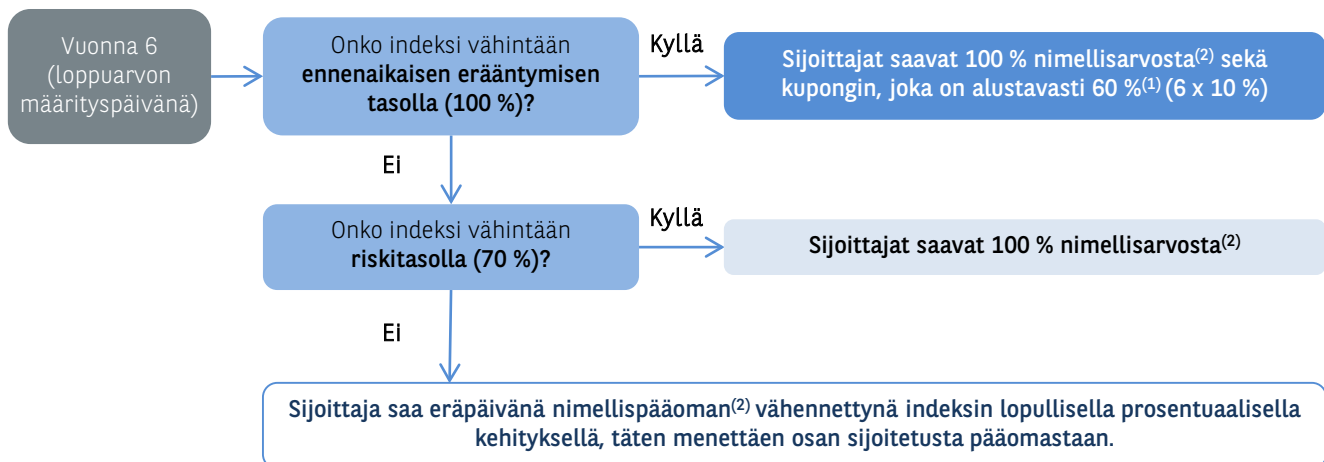 Vuonna 6
(loppuarvon
määrityspäivänä)
Onko indeksi vähintään
ennenaikaisen erääntymisen
tasolla (100 %)?
Kyllä
Sijoittajat saavat 100 % nimellisarvosta(2) sekä
kupongin, joka on alustavasti 60 %(1) (6 x 10 %)
Ei
Onko indeksi vähintään
riskitasolla (70 %)?
Kyllä
Sijoittajat saavat 100 % nimellisarvosta(2)
Ei
Sijoittaja saa eräpäivänä nimellispääoman(2) vähennettynä indeksin lopullisella prosentuaalisella
kehityksellä, täten menettäen osan sijoitetusta pääomastaan.